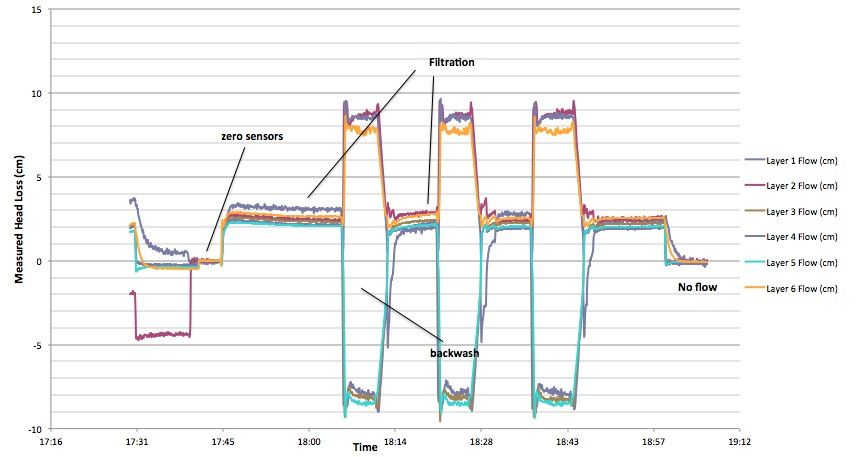 15
10
Filtration
zero sensors
5
0
-5
-10
Measured Head Loss (cm)
No flow
backwash
17:16 17:31 17:45 18:00 18:14 18:28 18:43 18:57 19:12
Time
Layer 1 Flow (cm)
Layer 2 Flow (cm)
Layer 3 Flow (cm)
Layer 4 Flow (cm)
Layer 5 Flow (cm)
Layer 6 Flow (cm)